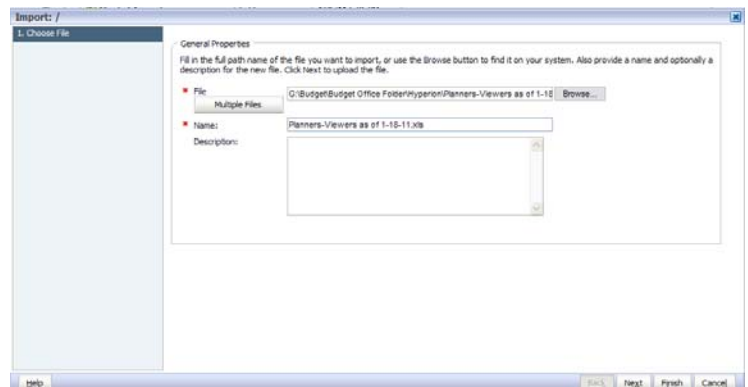 Import: /
1. Choose File
General Properties
Fill in the full path name of the file you want to import, or use the Browse button to find it on your system. Also provide a name and optionally a
description for the new file. Click Next to upload the file.
* File
G:\Budget\Budget Office Folder\Hyperion\Planners-Viewers as of 1-18 Browse...
Multiple Files
* Name: Planners-Viewers as of 1-18-11.xls
Description:
Help Back Next Finish Cancel